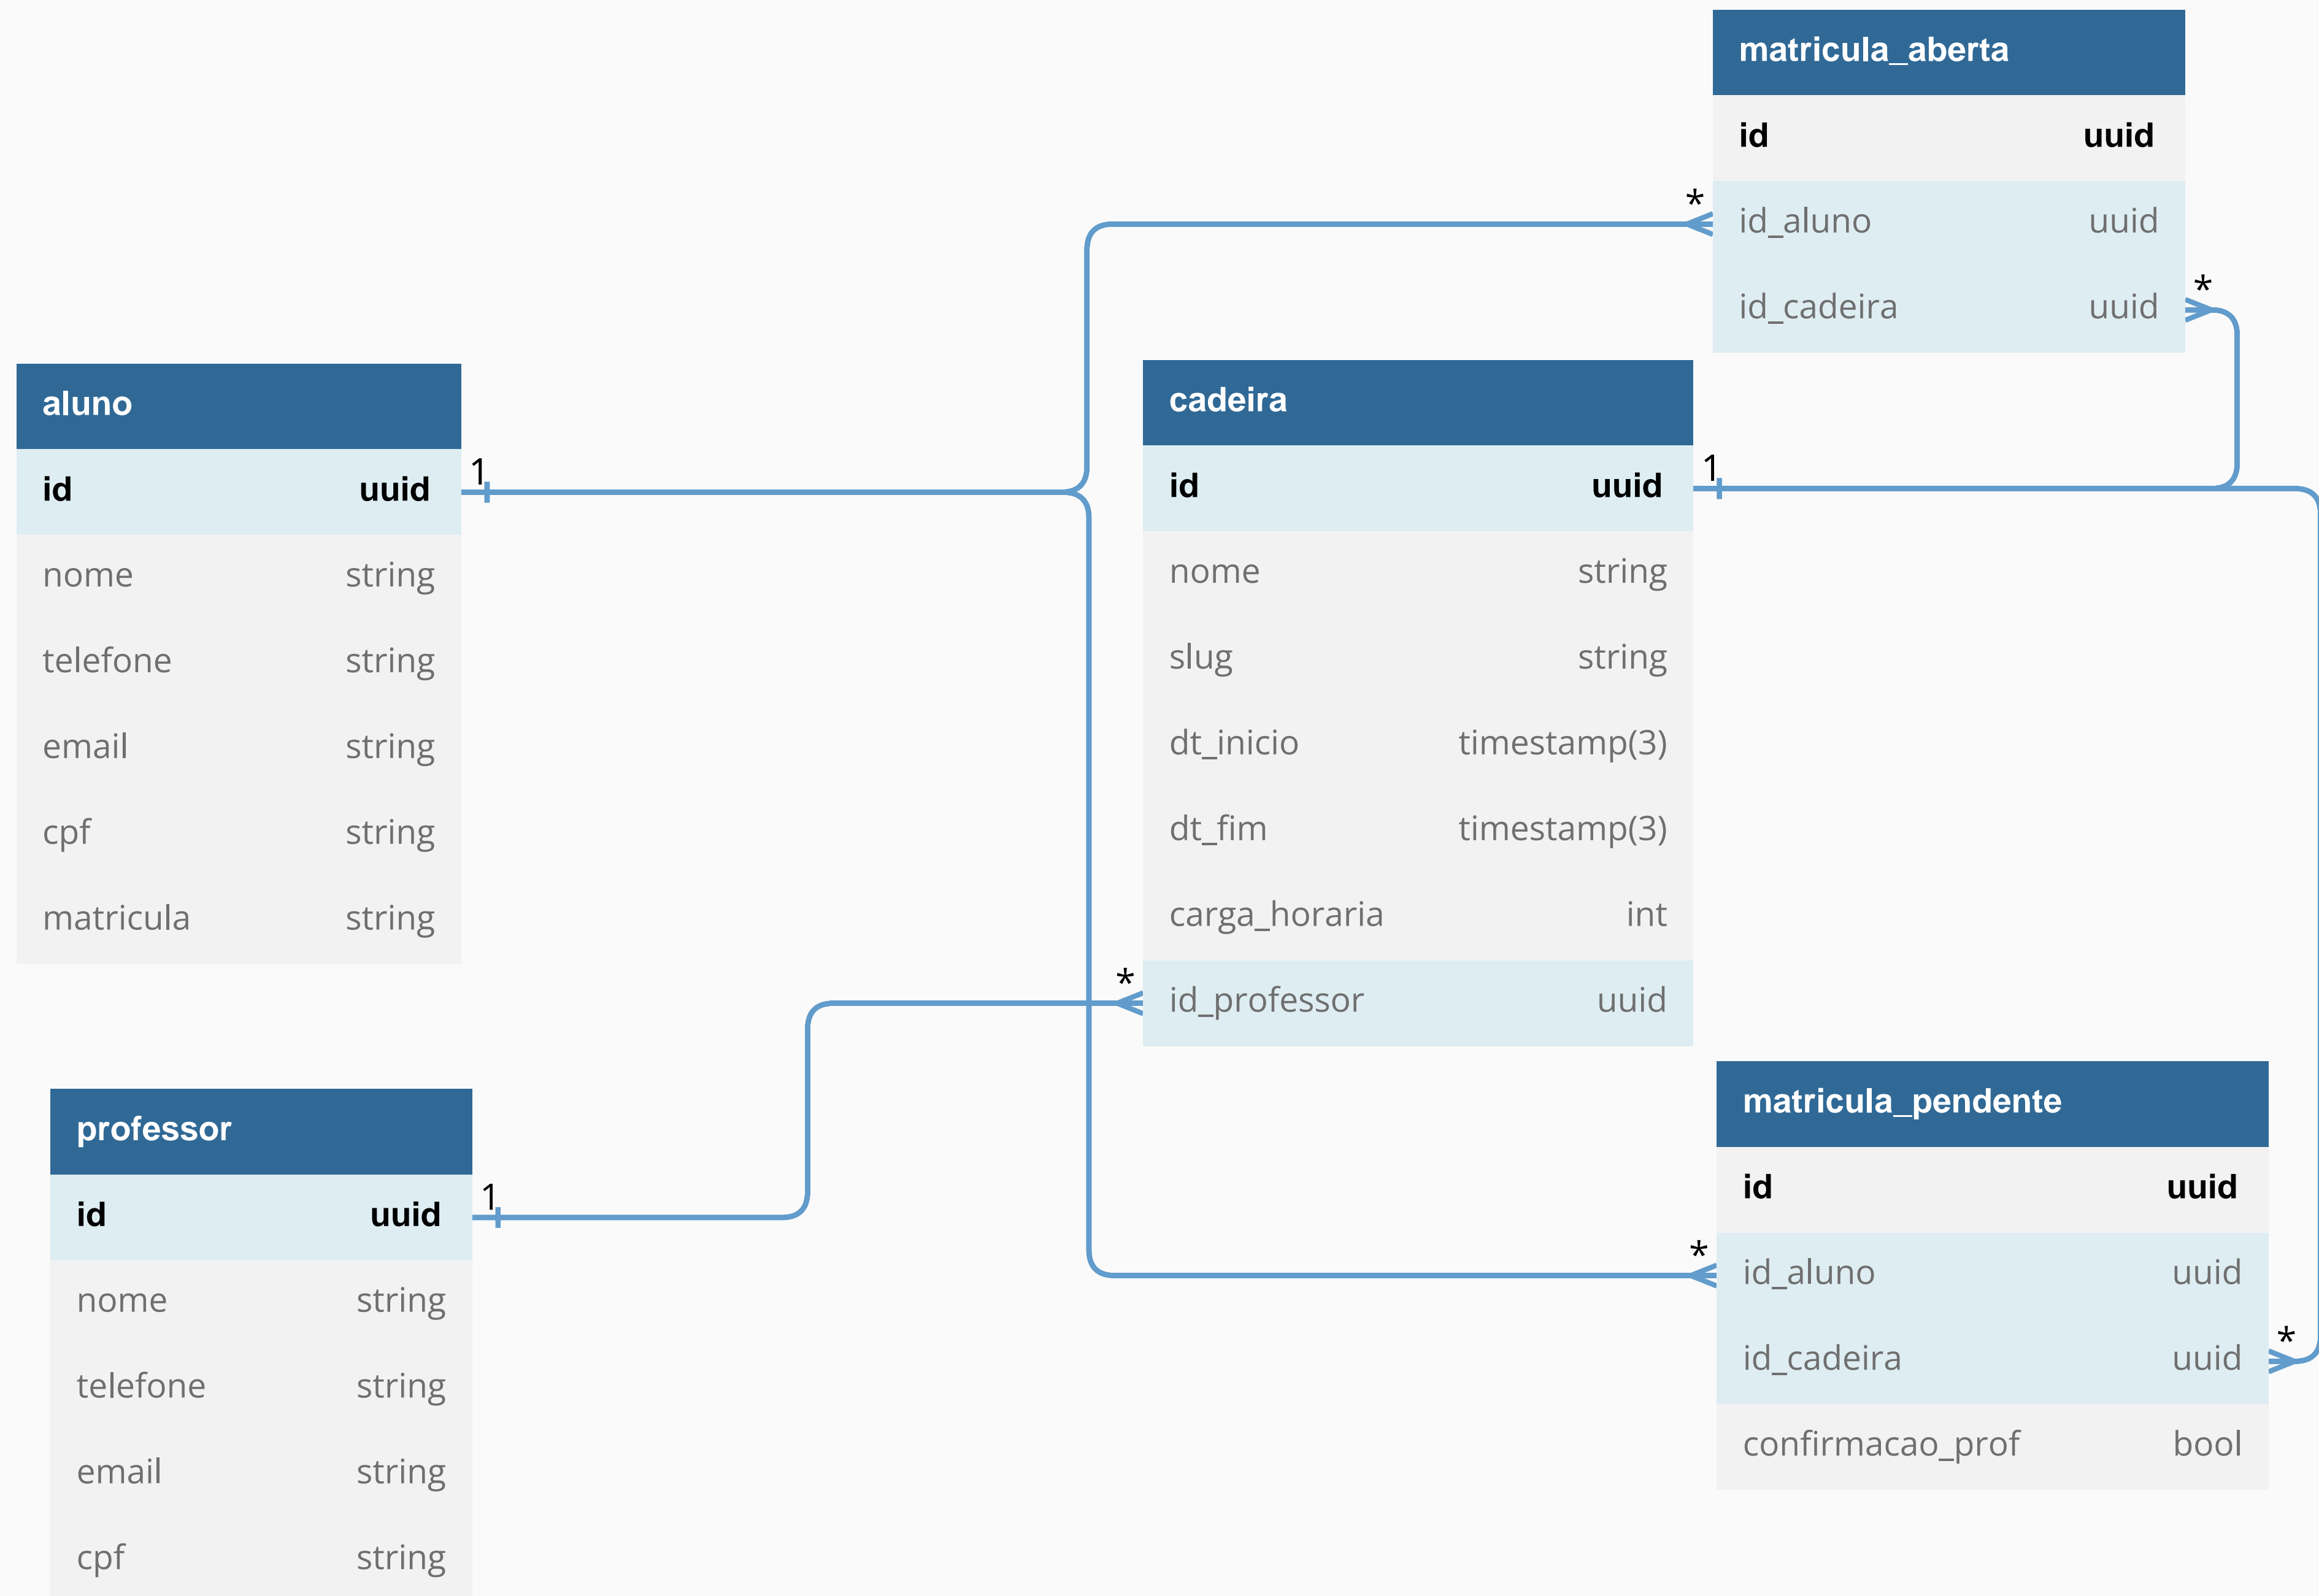 matricula_aberta
id uuid
id_aluno uuid
id_cadeira uuid
*
*
aluno
id uuid
nome string
telefone string
email string
cpf string
matricula string
1
cadeira
id uuid
nome string
slug string
dt_inicio timestamp(3)
dt_fim timestamp(3)
carga_horaria int
id_professor uuid
1
*
professor
id uuid
nome string
telefone string
email string
cpf string
1
matricula_pendente
id uuid
id_aluno uuid
id_cadeira uuid
confirmacao_prof bool
*
*